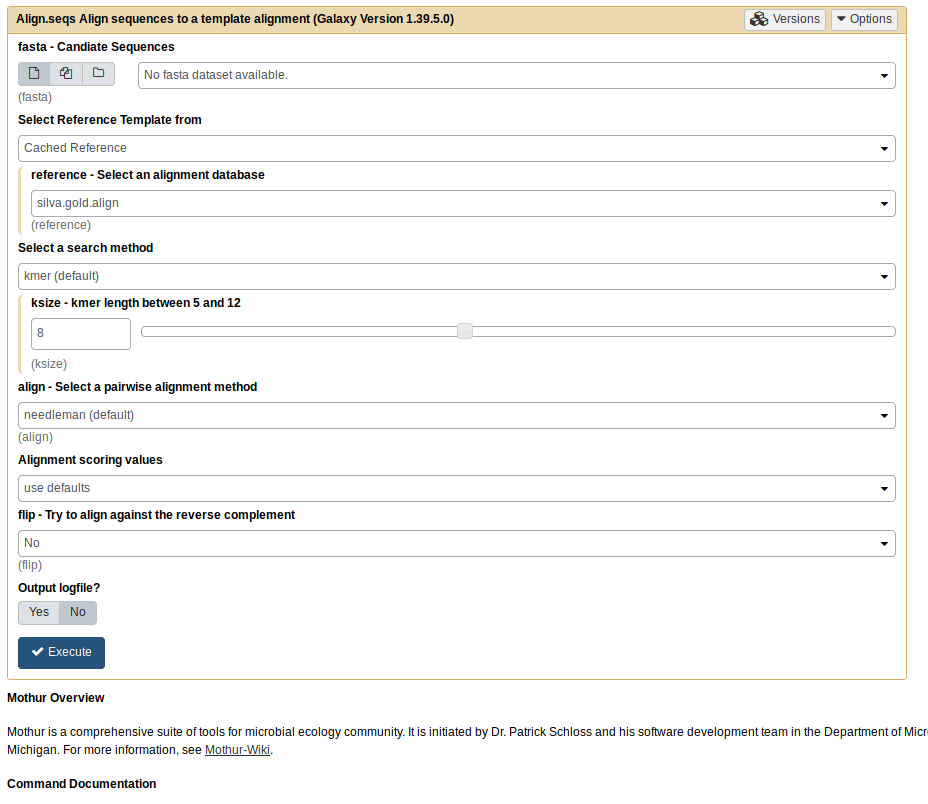 Align.seqs Align sequences to a template alignment (Galaxy Version 1.39.5.0)
Versions
Options
fasta - Candiate Sequences
No fasta dataset available.
(fasta)
Select Reference Template from
Cached Reference
reference - Select an alignment database
silva.gold.align
(reference)
Select a search method
kmer (default)
ksize - kmer length between 5 and 12
8
(ksize)
align - Select a pairwise alignment method
needleman (default)
(align)
Alignment scoring values
use defaults
flip - Try to align against the reverse complement
No
(flip)
Output logfile?
Yes No
Execute
Mothur Overview
Mothur is a comprehensive suite of tools for microbial ecology community. It is initiated by Dr. Patrick Schloss and his software development team in the Department of
Michigan. For more information, see Mothur-Wiki.
Command Documentation